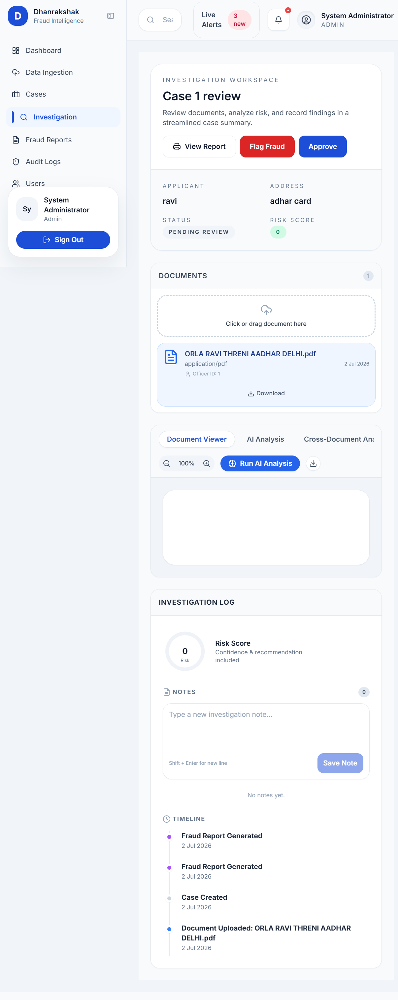 D
Dhanrakshak
Fraud Intelligence
Dashboard
Data Ingestion
Cases
Investigation
Fraud Reports
Audit Logs
Users
Sy
System
Administrator
Admin
Sign Out
Live
Alerts
3
new
System Administrator
ADMIN
INVESTIGATION WORKSPACE
Case 1 review
Review documents, analyze risk, and record findings in a
streamlined case summary.
View Report
Flag Fraud
Approve
APPLICANT
ravi
ADDRESS
adhar card
STATUS
PENDING REVIEW
RISK SCORE
0
DOCUMENTS
1
Click or drag document here
ORLA RAVI THRENI AADHAR DELHI.pdf
application/pdf
2 Jul 2026
Officer ID: 1
Download
Document Viewer
AI Analysis
Cross-Document
100%
Run AI Analysis
INVESTIGATION LOG
0
Risk
Risk Score
Confidence & recommendation
included
NOTES
0
Type a new investigation note...
Shift + Enter for new line
Save Note
No notes yet.
TIMELINE
Fraud Report Generated
2 Jul 2026
Fraud Report Generated
2 Jul 2026
Case Created
2 Jul 2026
Document Uploaded: ORLA RAVI THRENI AADHAR
DELHI.pdf
2 Jul 2026